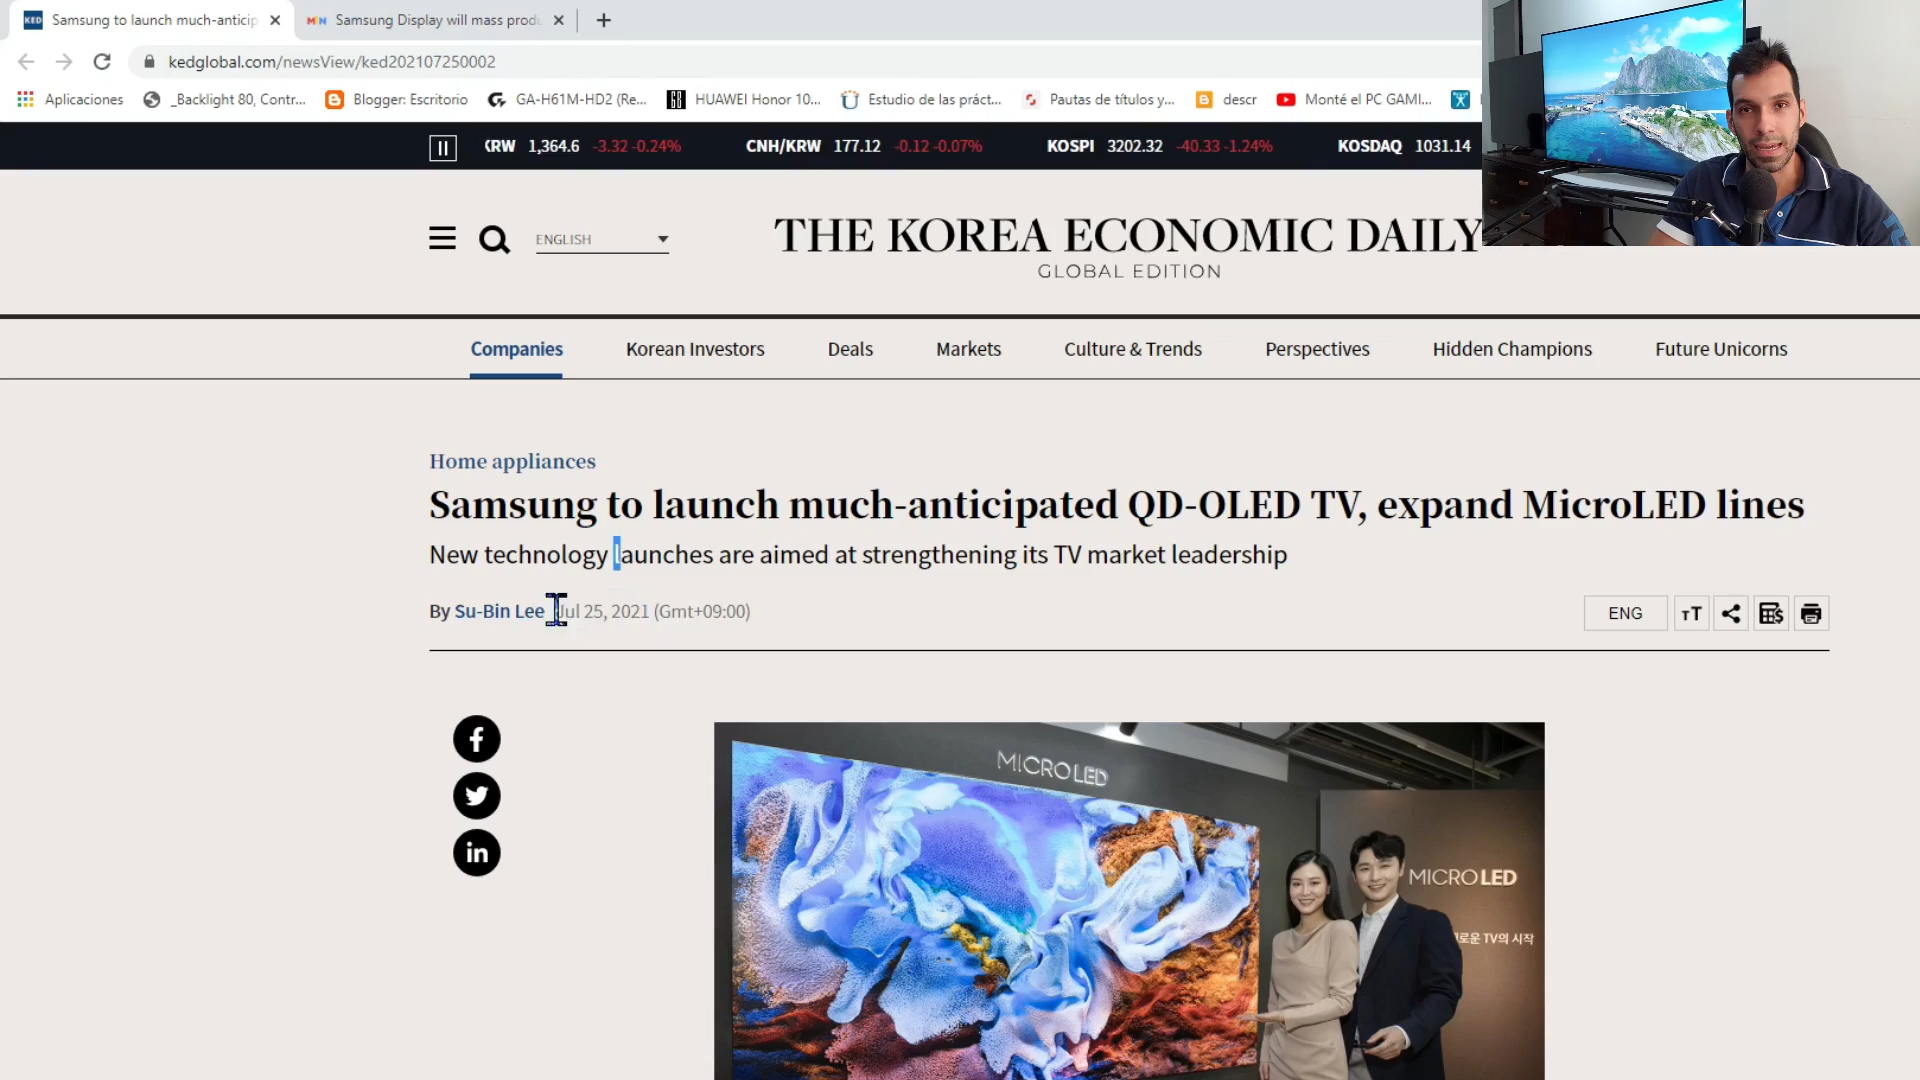 Samsung to launch much-anticip
Samsung Display will mass prod
kedglobal.com/newsView/ked202107250002
Aplicaciones
_Backlight 80, Contr...
Blogger: Escritorio
GA-H61M-HD2 (Re...
HUAWEI Honor 10...
Estudio de las práct...
Pautas de títulos y...
descr
Monté el PC GAMI...
KRW 1,364.6 -3.32 -0.24%
CNH/KRW 177.12 -0.12 -0.07%
KOSPI 3202.32 -40.33 -1.24%
KOSDAQ 1031.14
ENGLISH
THE KOREA ECONOMIC DAILY
GLOBAL EDITION
Companies
Korean Investors
Deals
Markets
Culture & Trends
Perspectives
Hidden Champions
Future Unicorns
Home appliances
Samsung to launch much-anticipated QD-OLED TV, expand MicroLED lines
New technology launches are aimed at strengthening its TV market leadership
By Su-Bin Lee Jul 25, 2021 (Gmt+09:00)
ENG
TT
MICRO LED
MICRO LED
로운 TV의 시작